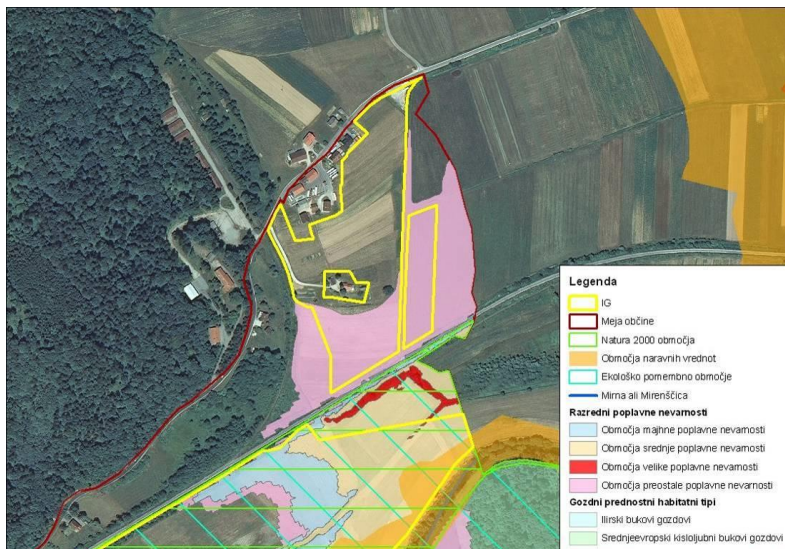 Legenda
IG
Meja občine
Natura 2000 območja
Območja naravnih vrednot
Ekološko pomembno območje
Mirna ali Mirenščica
Razredni poplavne nevarnosti
Območja majhne poplavne nevarnosti
Območja srednje poplavne nevarnosti
Območja velike poplavne nevarnosti
Območja preostale poplavne nevarnosti
Gozdni prednostni habitatni tipi
Ilirski bukovi gozdovi
Srednjeevropski kisloljubni bukovi gozdovi